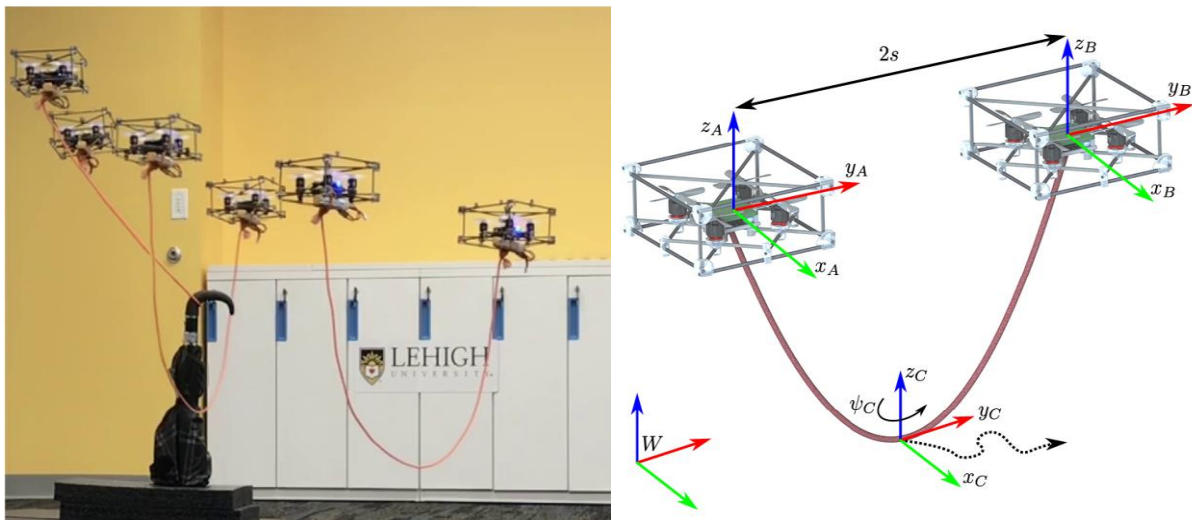 LEHIGH
UNIVERSITY
2s
z_B
y_B
x_B
z_A
y_A
x_A
z_C
ψ_C
y_C
x_C
W